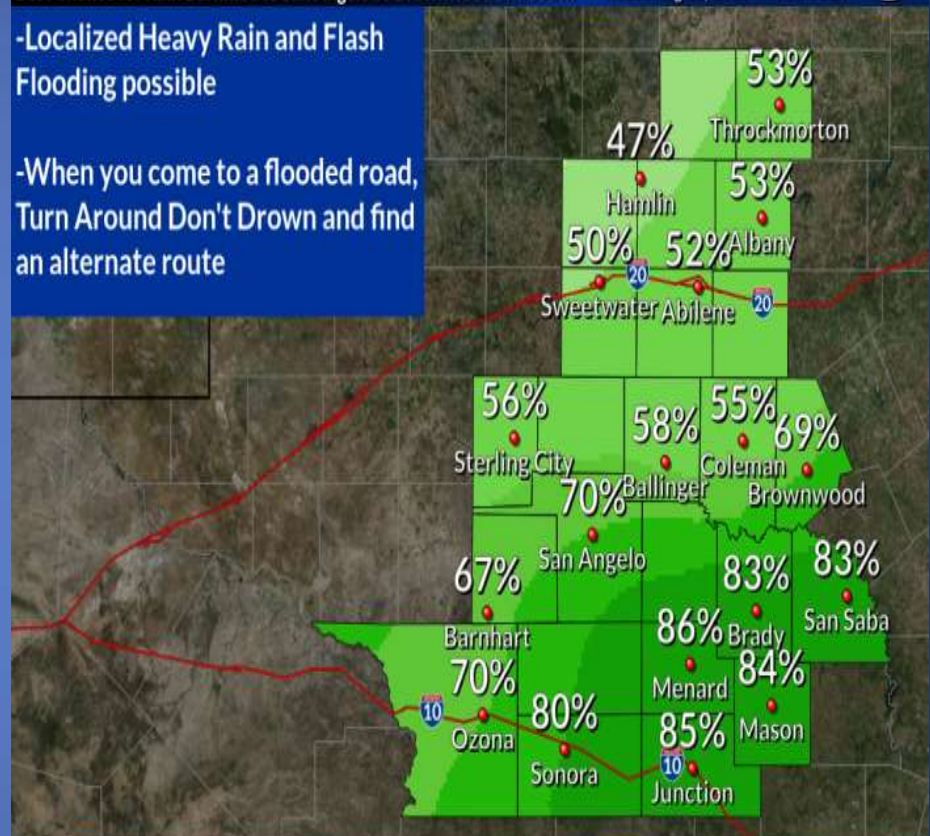 -Localized Heavy Rain and Flash
Flooding possible
-When you come to a flooded road,
Turn Around Don't Drown and find
an alternate route
53%
Throckmorton
47%
Hamlin
53%
Albany
50%
Sweetwater
20
52%
Abilene
20
56%
Sterling City
58%
Ballinger
55%
Coleman
69%
Brownwood
70%
San Angelo
67%
Barnhart
83%
Brady
83%
San Saba
86%
Menard
84%
Mason
70%
Ozona
10
80%
Sonora
85%
Junction
10